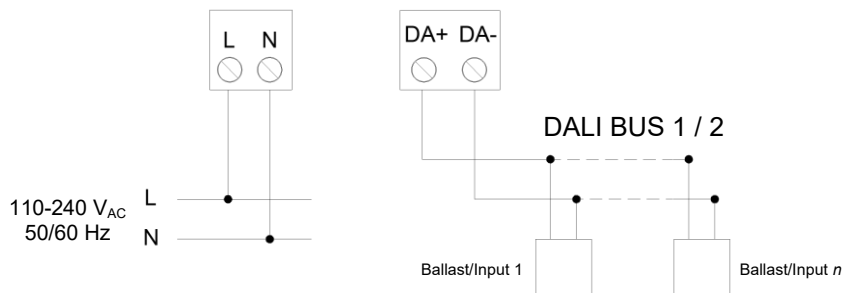 L N
DA+ DA-
DALI BUS 1 / 2
110-240 VAC
50/60 Hz
L
N
Ballast/Input 1
Ballast/Input n